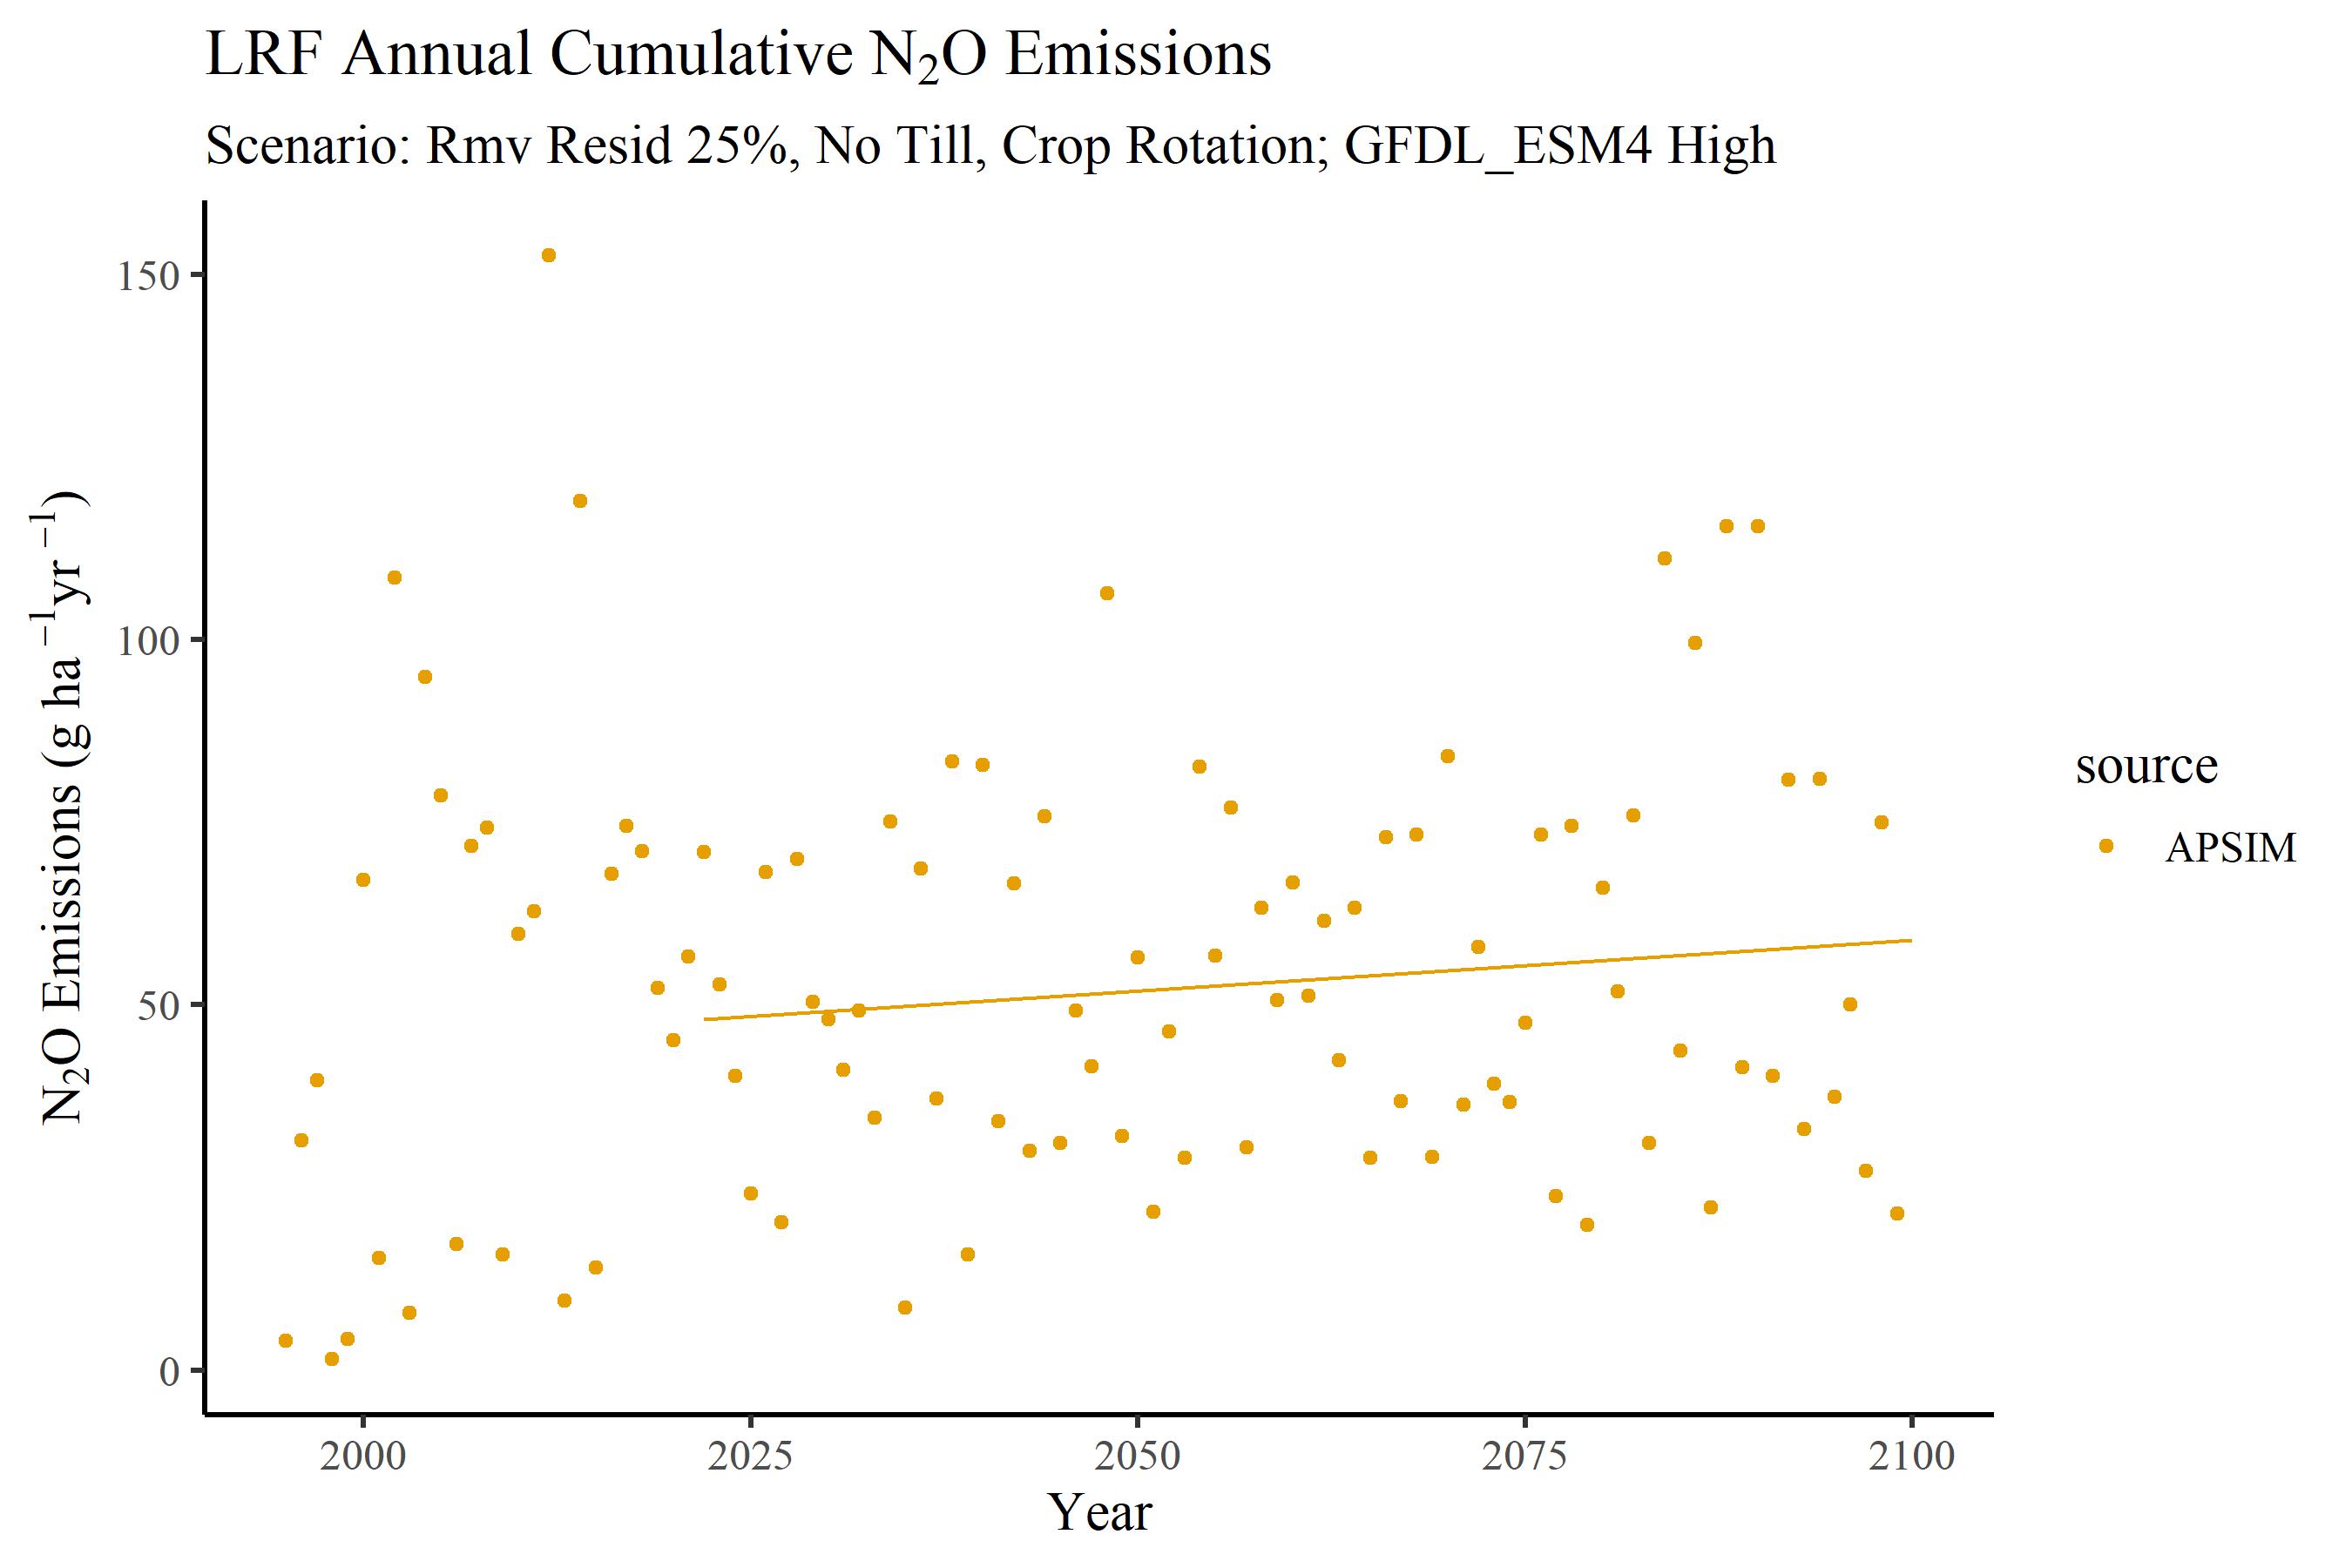 LRF Annual Cumulative N₂O Emissions
Scenario: Rmv Resid 25%, No Till, Crop Rotation; GFDL_ESM4 High
N₂O Emissions (g ha ⁻¹yr ⁻¹)
150
100
50
0
2000 2025 2050 2075 2100
Year
source
APSIM